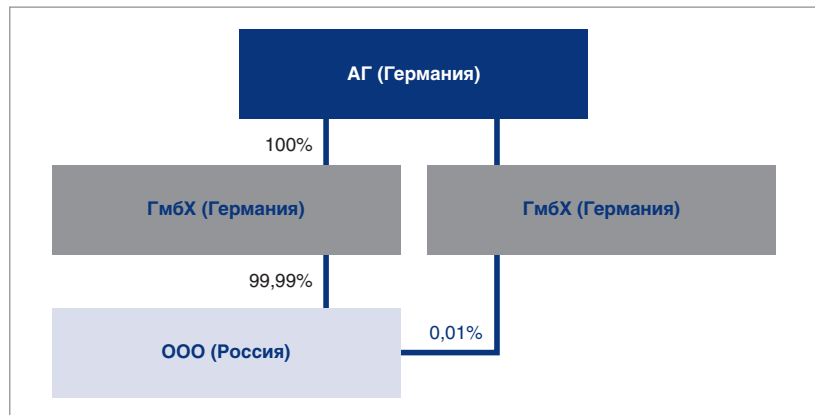 АГ (Германия)
100%
ГмбХ (Германия)
ГмбХ (Германия)
99,99%
0,01%
ООО (Россия)